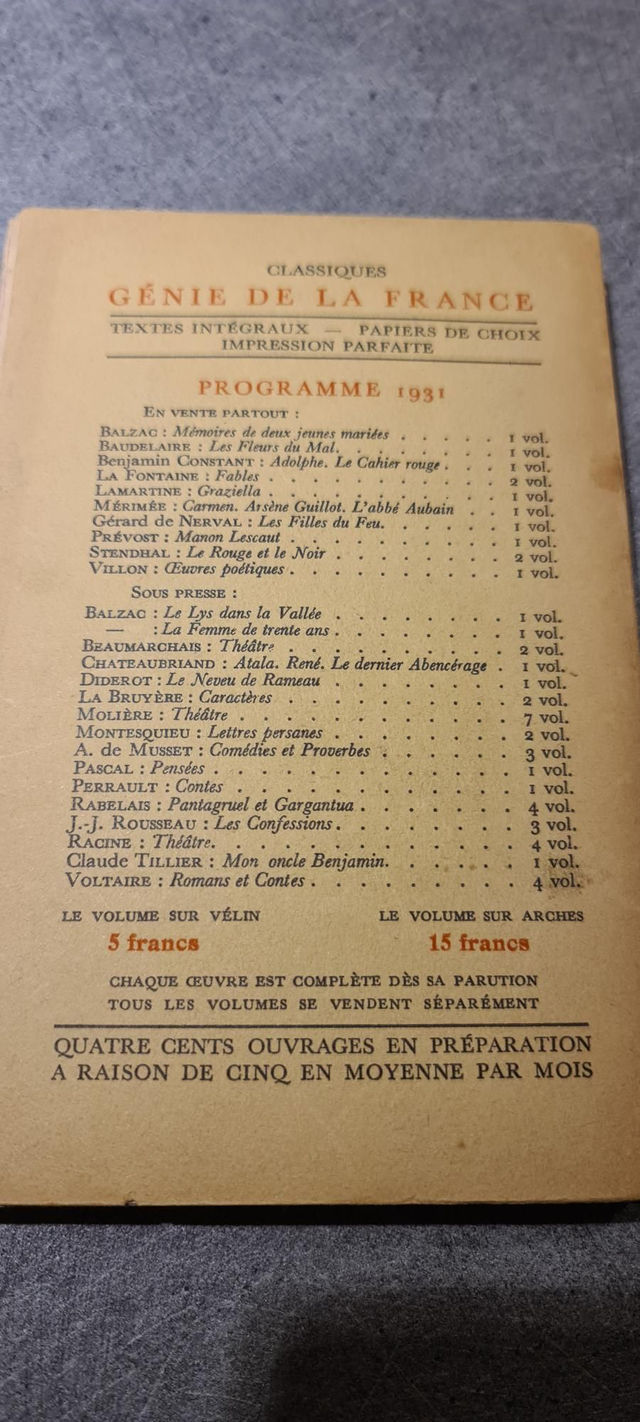 CLASSIQUES
GÉNIE DE LA FRANCE
TEXTES INTÉGRAUX — PAPIERS DE CHOIX
IMPRESSION PARFAITE
PROGRAMME 1931
EN VENTE PARTOUT :
BALZAC : Mémoires de deux jeunes mariées . . . . . 1 vol.
BAUDELAIRE : Les Fleurs du Mal. . . . . . . . 1 vol.
Benjamin CONSTANT : Adolphe. Le Cahier rouge . . . 1 vol.
LA FONTAINE : Fables . . . . . . . . . . . 2 vol.
LAMARTINE : Graziella . . . . . . . . . . . 1 vol.
MÉRIMÉE : Carmen. Arsène Guillot. L'abbé Aubain . . 1 vol.
Gérard de NERVAL : Les Filles du Feu. . . . . . 1 vol.
PRÉVOST : Manon Lescaut . . . . . . . . . . 1 vol.
STENDHAL : Le Rouge et le Noir . . . . . . . . 2 vol.
VILLON : Œuvres poétiques . . . . . . . . . . 1 vol.
SOUS PRESSE :
BALZAC : Le Lys dans la Vallée . . . . . . . . 1 vol.
— : La Femme de trente ans . . . . . . . . 1 vol.
BEAUMARCHAIS : Théâtre . . . . . . . . . . 2 vol.
CHATEAUBRIAND : Atala. René. Le dernier Abencérage . 1 vol.
DIDEROT : Le Neveu de Rameau . . . . . . . . 1 vol.
LA BRUYÈRE : Caractères . . . . . . . . . . 2 vol.
MOLIÈRE : Théâtre . . . . . . . . . . . . 7 vol.
MONTESQUIEU : Lettres persanes . . . . . . . . 2 vol.
A. de MUSSET : Comédies et Proverbes . . . . . . 3 vol.
PASCAL : Pensées . . . . . . . . . . . . . 1 vol.
PERRAULT : Contes . . . . . . . . . . . . 1 vol.
RABELAIS : Pantagruel et Gargantua . . . . . . . 4 vol.
J.-J. ROUSSEAU : Les Confessions . . . . . . . . 3 vol.
RACINE : Théâtre. . . . . . . . . . . . . 4 vol.
Claude TILLIER : Mon oncle Benjamin. . . . . . 1 vol.
VOLTAIRE : Romans et Contes . . . . . . . . . 4 vol.
LE VOLUME SUR VÉLIN LE VOLUME SUR ARCHES
5 francs 15 francs
CHAQUE ŒUVRE EST COMPLÈTE DÈS SA PARUTION
TOUS LES VOLUMES SE VENDENT SÉPARÉMENT
QUATRE CENTS OUVRAGES EN PRÉPARATION
A RAISON DE CINQ EN MOYENNE PAR MOIS